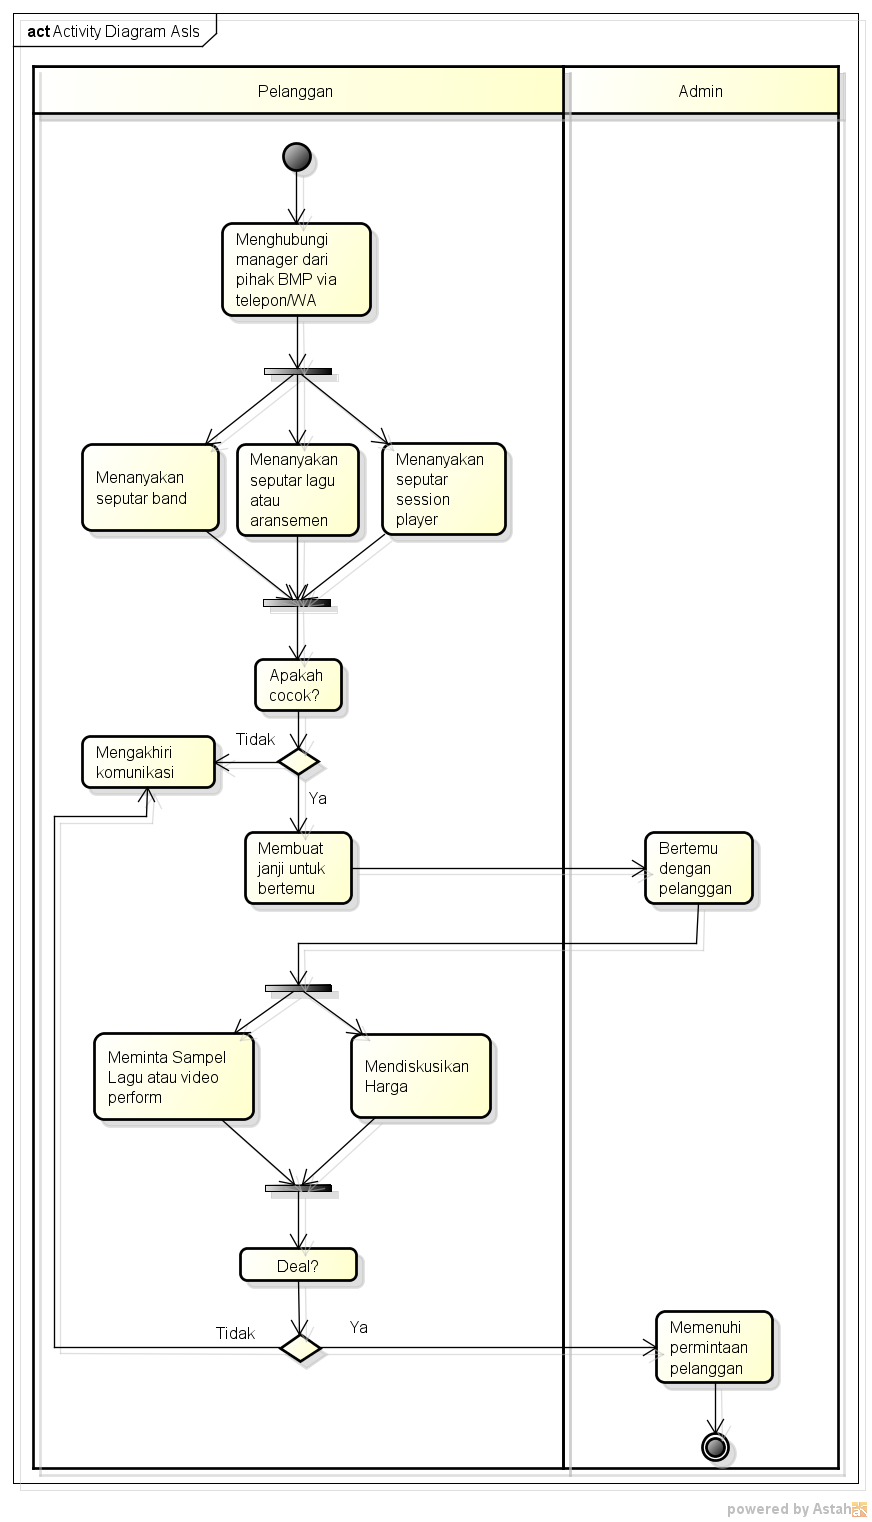 act Activity Diagram AsIs
Pelanggan
Admin
Menghubungi
manager dari
pihak BMP via
telepon/WA
Menanyakan
seputar band
Menanyakan
seputar lagu
atau
aransemen
Menanyakan
seputar
session
player
Apakah
cocok?
Tidak
Mengakhiri
komunikasi
Ya
Membuat
janji untuk
bertemu
Bertemu
dengan
pelanggan
Meminta Sampel
Lagu atau video
perform
Mendiskusikan
Harga
Deal?
Tidak
Ya
Memenuhi
permintaan
pelanggan
powered by Astah